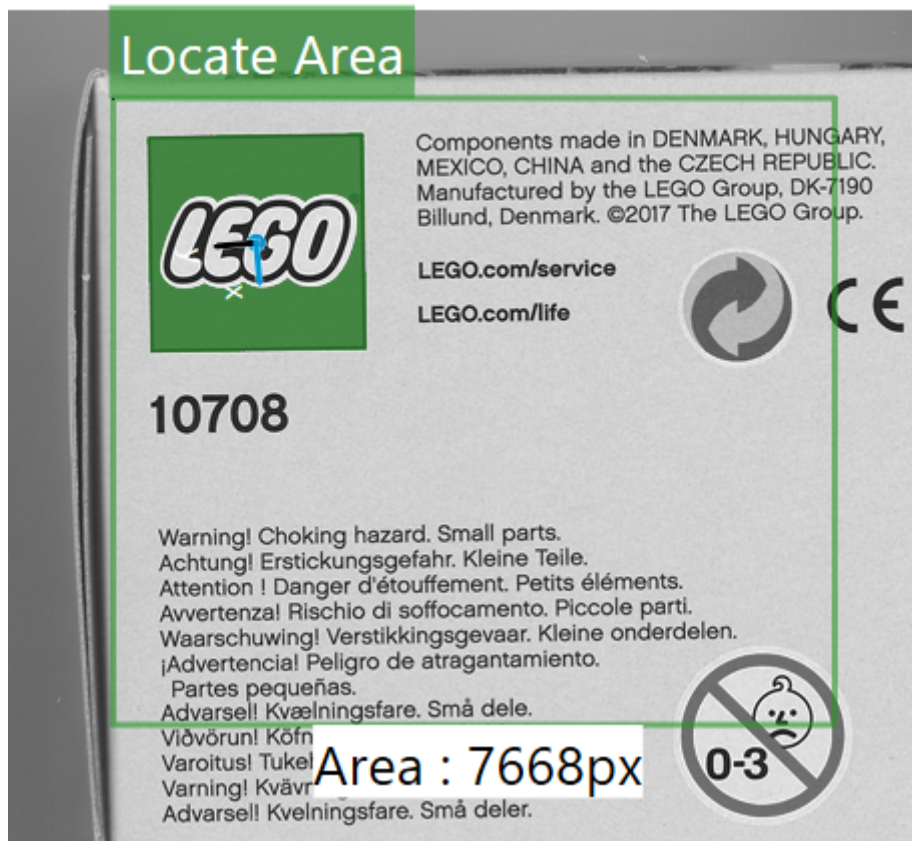 Locate Area
Components made in DENMARK, HUNGARY,
MEXICO, CHINA and the CZECH REPUBLIC.
Manufactured by the LEGO Group, DK-7190
Billund, Denmark. ©2017 The LEGO Group.
LEGO
LEGO.com/service
LEGO.com/life
CE
10708
Warning! Choking hazard. Small parts.
Achtung! Erstickungsgefahr. Kleine Teile.
Attention ! Danger d'étouffement. Petits éléments.
Avvertenza! Rischio di soffocamento. Piccole parti.
Waarschuwing! Verstikkingsgevaar. Kleine onderdelen.
¡Advertencia! Peligro de atragantamiento.
Partes pequeñas.
Advarsel! Kvælningsfare. Små dele.
Viðvörun!
Varoitus!
Varning!
Advarsel! Kvelningsfare. Små deler.
0-3
Area : 7668px